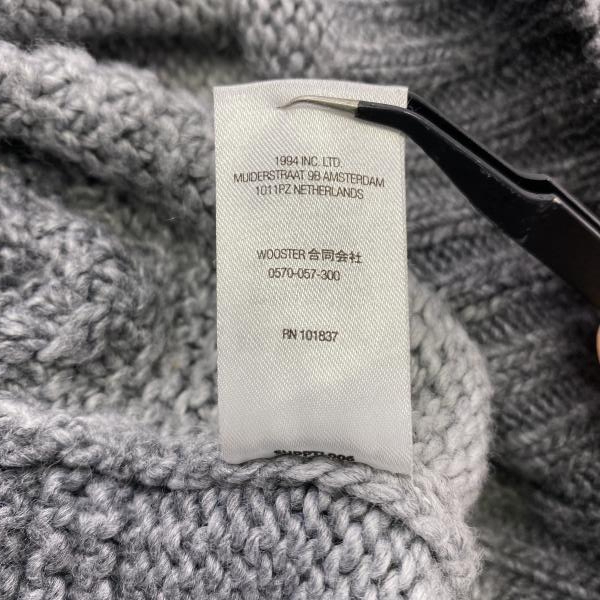 1994 INC. LTD
MUIDERSTRAAT 9B AMSTERDAM
1011PZ NETHERLANDS
WOOSTER 合同会社
0570-057-300
RN 101837